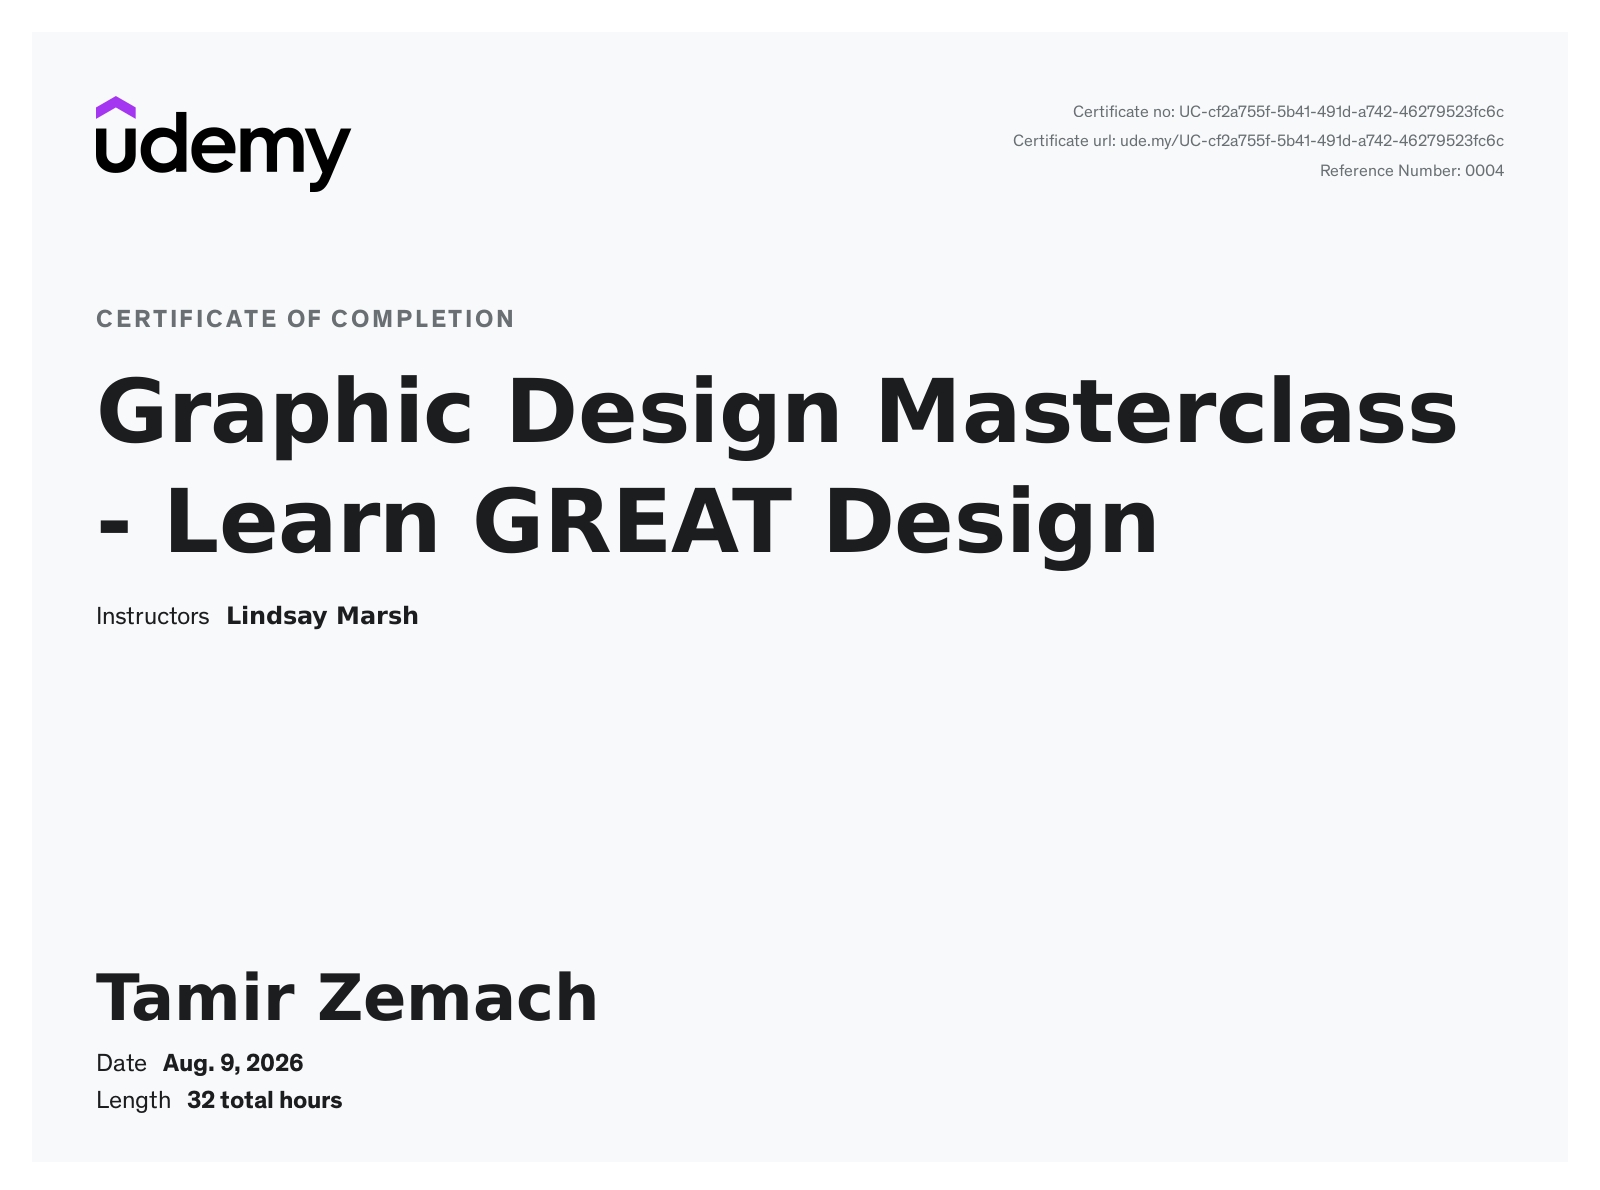 udemy
Certificate no: UC-cf2a755f-5b41-491d-a742-46279523fc6c
Certificate url: ude.my/UC-cf2a755f-5b41-491d-a742-46279523fc6c
Reference Number: 0004
CERTIFICATE OF COMPLETION
Graphic Design Masterclass
- Learn GREAT Design
Instructors Lindsay Marsh
Tamir Zemach
Date Aug. 9, 2026
Length 32 total hours